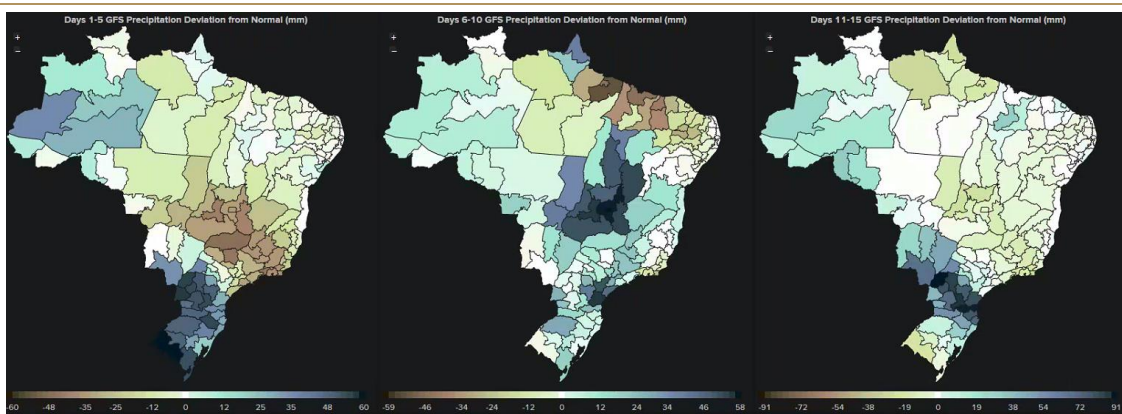 Days 1-5 GFS Precipitation Deviation from Normal (mm)
Days 6-10 GFS Precipitation Deviation from Normal (mm)
Days 11-15 GFS Precipitation Deviation from Normal (mm)
+ + +
− − −
-60 -48 -35 -25 -12 0 12 25 35 48 60
-59 -46 -34 -24 -12 0 12 24 34 46 58
-91 -72 -54 -38 -19 0 19 38 54 72 91